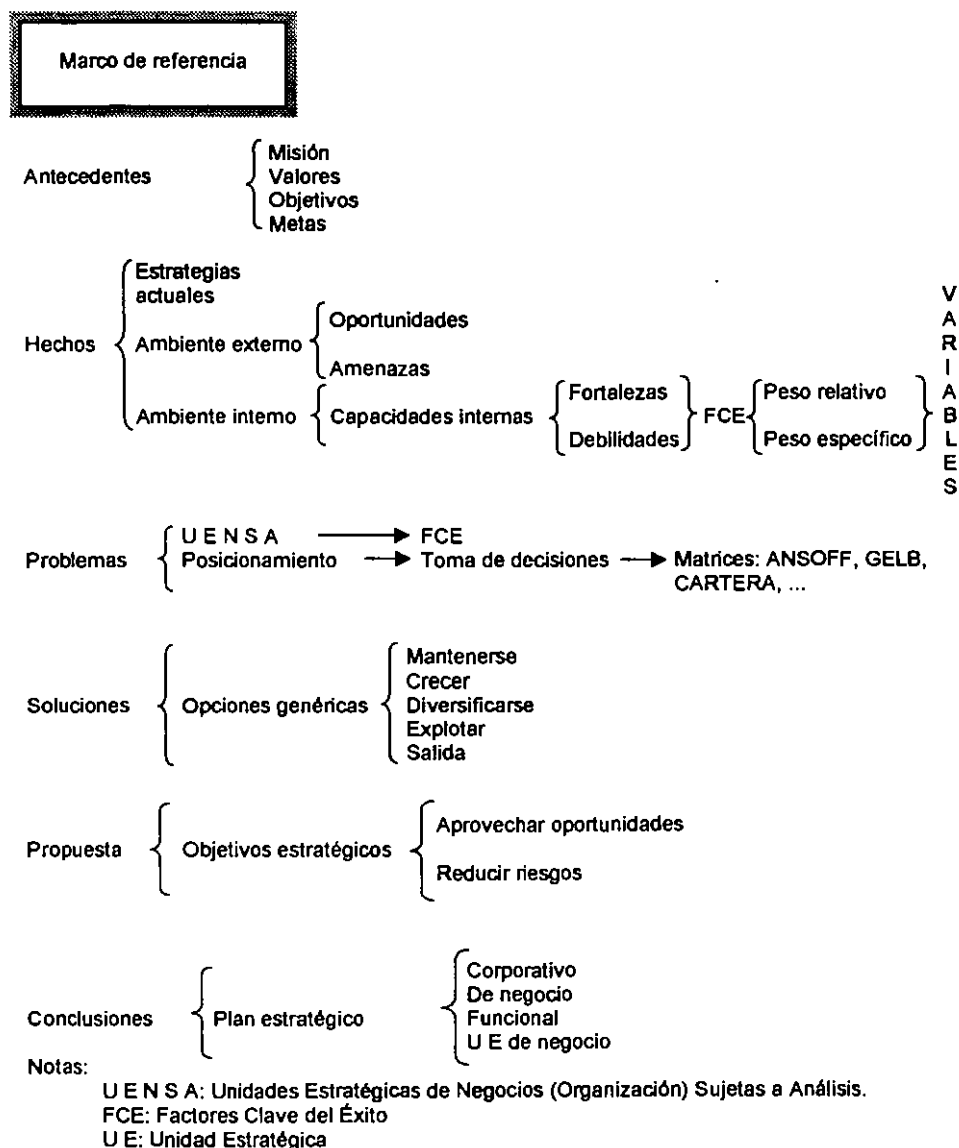 Marco de referencia
Antecedentes
Misión
Valores
Objetivos
Metas
Hechos
Estrategias
actuales
Ambiente externo
Oportunidades
Amenazas
Ambiente interno
Capacidades internas
Fortalezas
Debilidades
FCE
Peso relativo
Peso específico
VARIABLES
Problemas
U E N S A
FCE
Posicionamiento
Toma de decisiones
Matrices: ANSOFF, GELB,
CARTERA, ...
Soluciones
Opciones genéricas
Mantenerse
Crecer
Diversificarse
Explotar
Salida
Propuesta
Objetivos estratégicos
Aprovechar oportunidades
Reducir riesgos
Conclusiones
Plan estratégico
Corporativo
De negocio
Funcional
U E de negocio
Notas:
U E N S A: Unidades Estratégicas de Negocios (Organización) Sujetas a Análisis.
FCE: Factores Clave del Éxito
U E: Unidad Estratégica